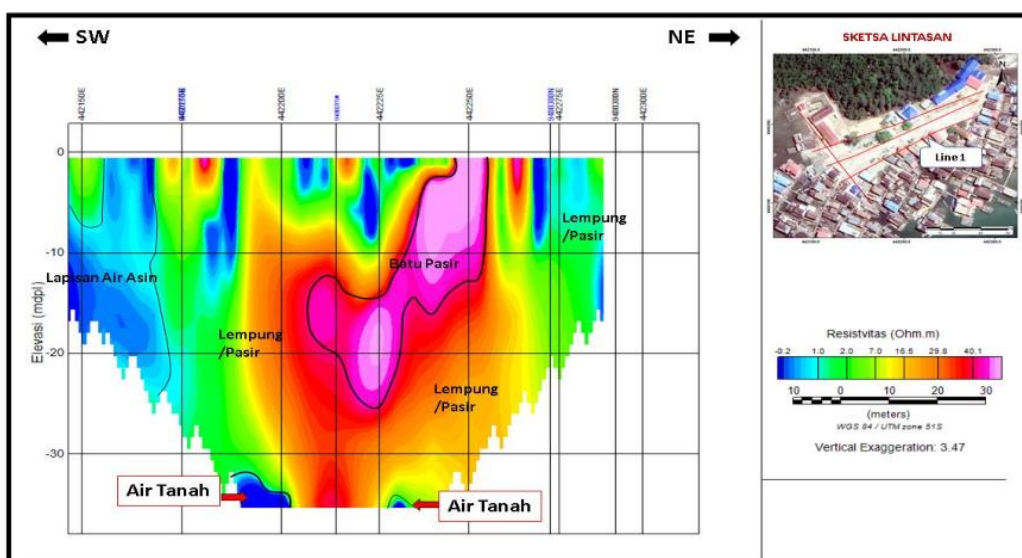 SW
NE
442150E
442175E
442200E
442225E
442250E
9400300N
442275E
9400300N
442300E
0
-10
-20
-30
Elevasi (mdpl)
Lapisan Air Asin
Lempung
/Pasir
Batu Pasir
Lempung
/Pasir
Lempung
/Pasir
Air Tanah
Air Tanah
SKETSA LINTASAN
N
Line 1
Resistvitas (Ohm.m)
-0.2 1.0 2.0 7.0 16.5 29.8 40.1
10 0 10 20 30
(meters)
WGS 84 / UTM zone 51S
Vertical Exaggeration: 3.47